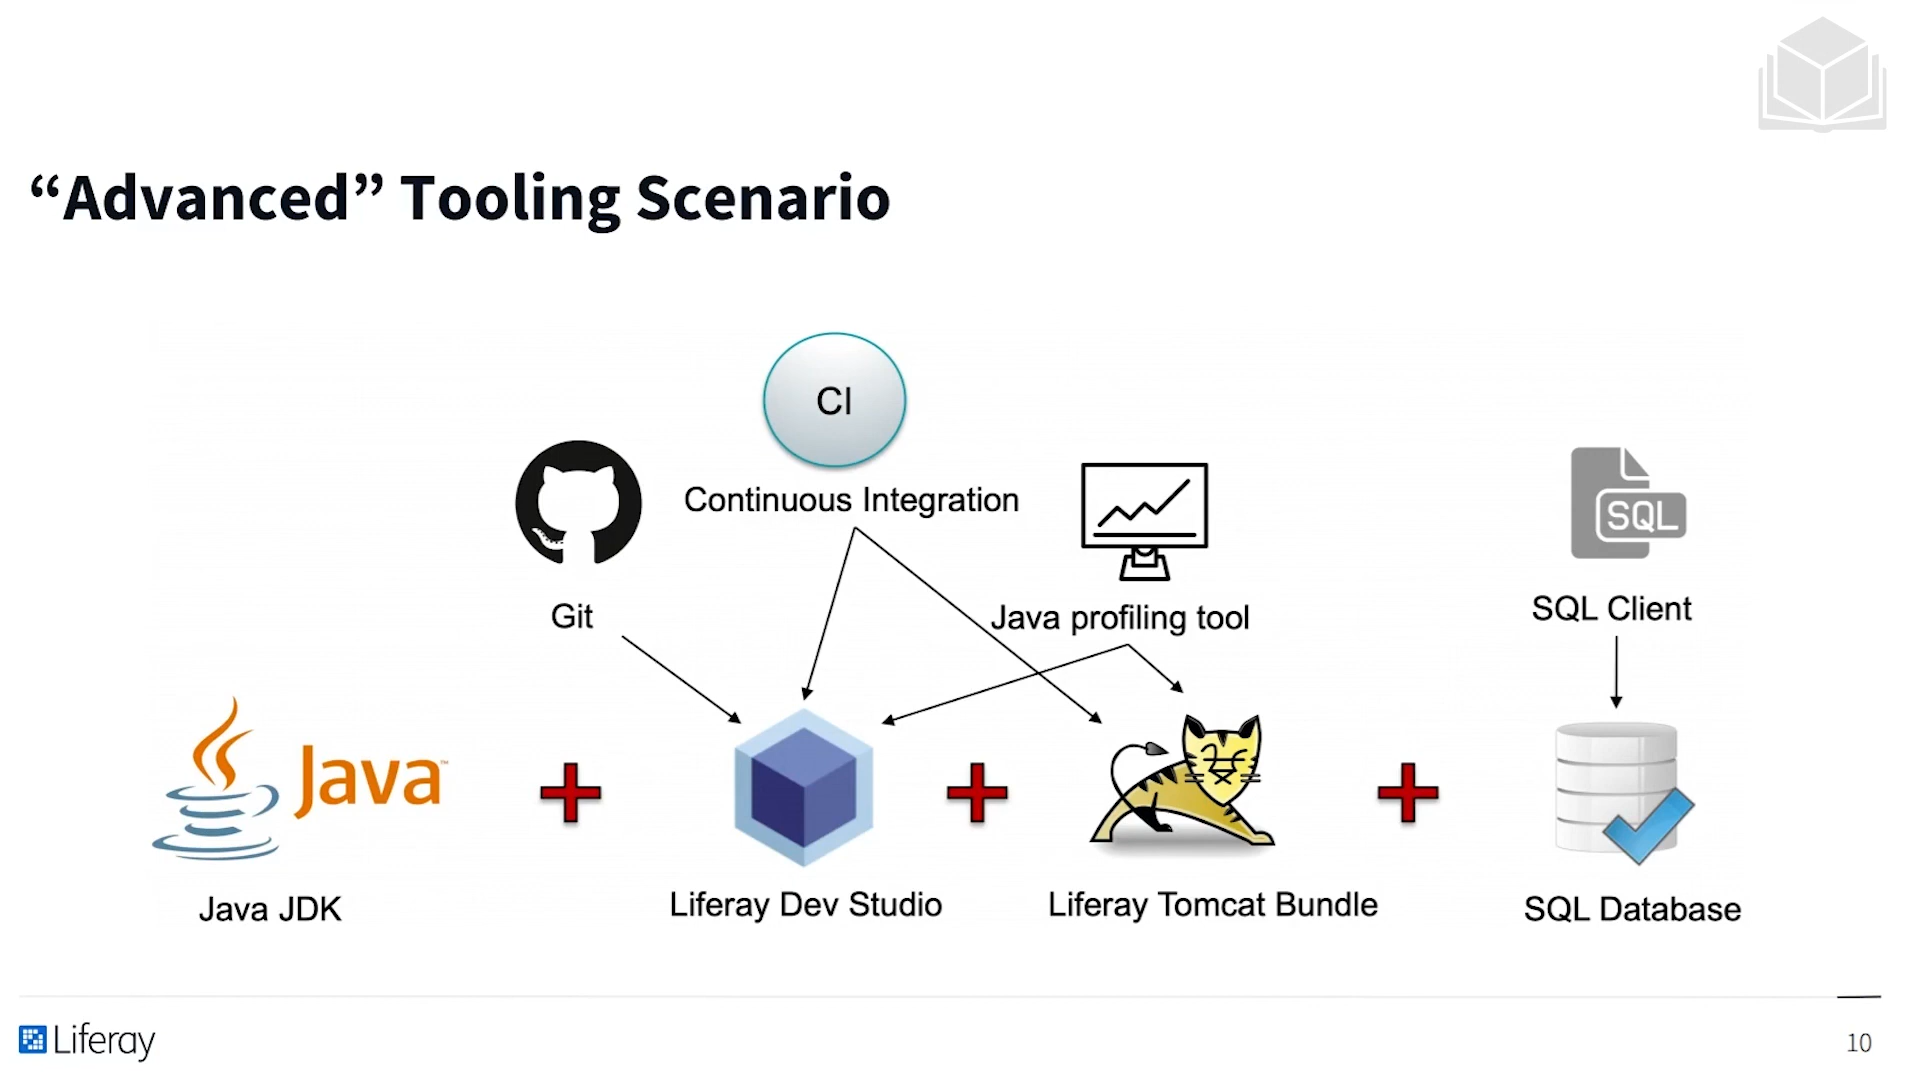 “Advanced” Tooling Scenario
CI
Continuous Integration
Git
Java profiling tool
SQL
SQL Client
Java™
Java JDK
Liferay Dev Studio
Liferay Tomcat Bundle
SQL Database
Liferay
10